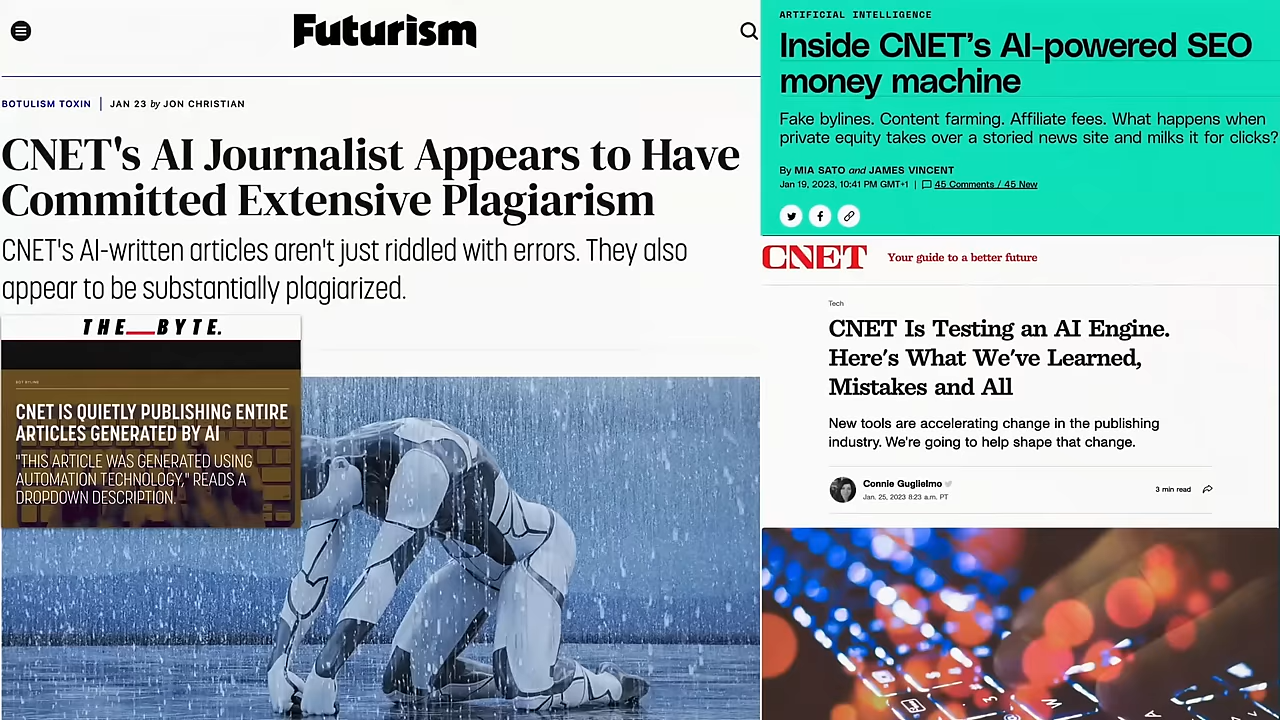 Futurism
BOTULISM TOXIN | JAN 23 by JON CHRISTIAN
CNET's AI Journalist Appears to Have
Committed Extensive Plagiarism
CNET's AI-written articles aren't just riddled with errors. They also
appear to be substantially plagiarized.
THE__BYTE.
BOT BYLINE
CNET IS QUIETLY PUBLISHING ENTIRE
ARTICLES GENERATED BY AI
"THIS ARTICLE WAS GENERATED USING
AUTOMATION TECHNOLOGY," READS A
DROPDOWN DESCRIPTION.
ARTIFICIAL INTELLIGENCE
Inside CNET's AI-powered SEO
money machine
Fake bylines. Content farming. Affiliate fees. What happens when
private equity takes over a storied news site and milks it for clicks?
By MIA SATO and JAMES VINCENT
Jan 19, 2023, 10:41 PM GMT+1 | 45 Comments / 45 New
CNET Your guide to a better future
Tech
CNET Is Testing an AI Engine.
Here's What We've Learned,
Mistakes and All
New tools are accelerating change in the publishing
industry. We're going to help shape that change.
Connie Guglielmo
Jan. 25, 2023 8:23 a.m. PT
3 min read